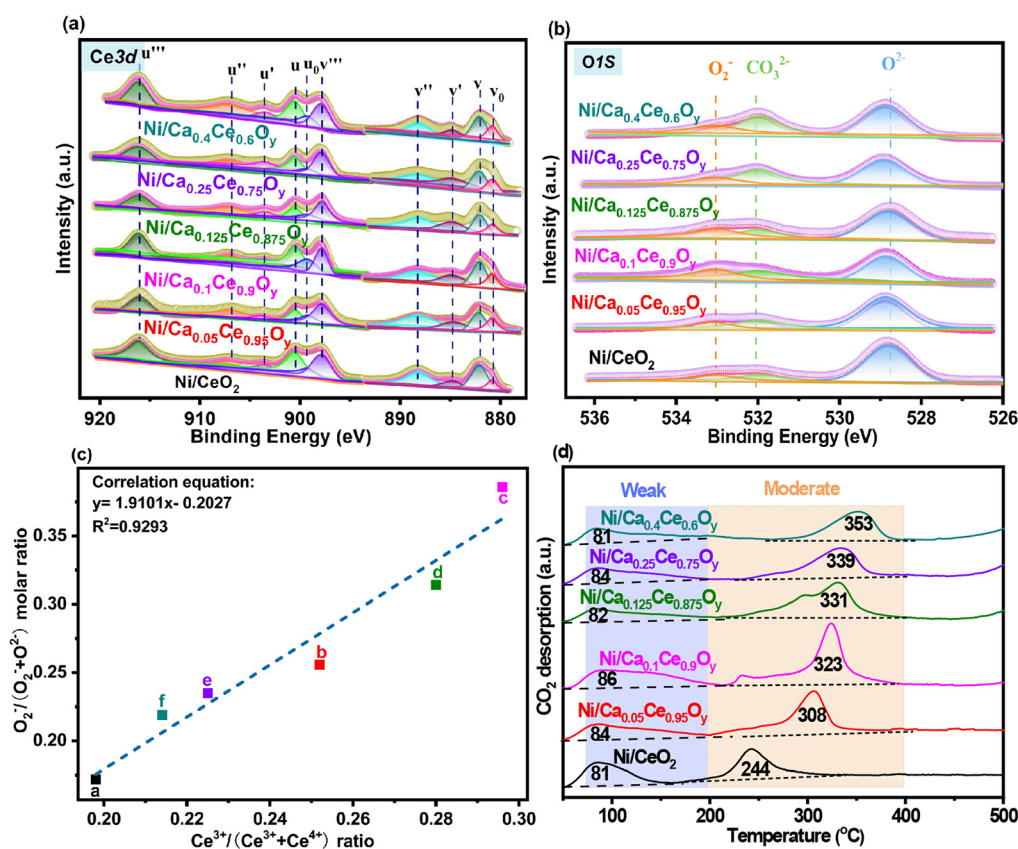 (a)
Ce3d
u'''
u''
u'
u
u₀
v'''
v''
v'
v
v₀
Ni/Ca₀.₄Ce₀.₆Oy
Ni/Ca₀.₂₅Ce₀.₇₅Oy
Ni/Ca₀.₁₂₅Ce₀.₈₇₅Oy
Ni/Ca₀.₁Ce₀.₉Oy
Ni/Ca₀.₀₅Ce₀.₉₅Oy
Ni/CeO₂
Intensity (a.u.)
920 910 900 890 880
Binding Energy (eV)
(b)
O1S
O₂⁻
CO₃²⁻
O²⁻
Ni/Ca₀.₄Ce₀.₆Oy
Ni/Ca₀.₂₅Ce₀.₇₅Oy
Ni/Ca₀.₁₂₅Ce₀.₈₇₅Oy
Ni/Ca₀.₁Ce₀.₉Oy
Ni/Ca₀.₀₅Ce₀.₉₅Oy
Ni/CeO₂
Intensity (a.u.)
536 534 532 530 528 526
Binding Energy (eV)
(c)
Correlation equation:
y= 1.9101x- 0.2027
R²=0.9293
c
d
b
e
f
a
0.35
0.30
0.25
0.20
O₂⁻/(O₂⁻+O²⁻) molar ratio
0.20 0.22 0.24 0.26 0.28 0.30
Ce³⁺/(Ce³⁺+Ce⁴⁺) ratio
(d)
Weak
Moderate
Ni/Ca₀.₄Ce₀.₆Oy
81
353
Ni/Ca₀.₂₅Ce₀.₇₅Oy
84
339
Ni/Ca₀.₁₂₅Ce₀.₈₇₅Oy
82
331
Ni/Ca₀.₁Ce₀.₉Oy
86
323
Ni/Ca₀.₀₅Ce₀.₉₅Oy
84
308
Ni/CeO₂
81
244
CO₂ desorption (a.u.)
100 200 300 400 500
Temperature (°C)